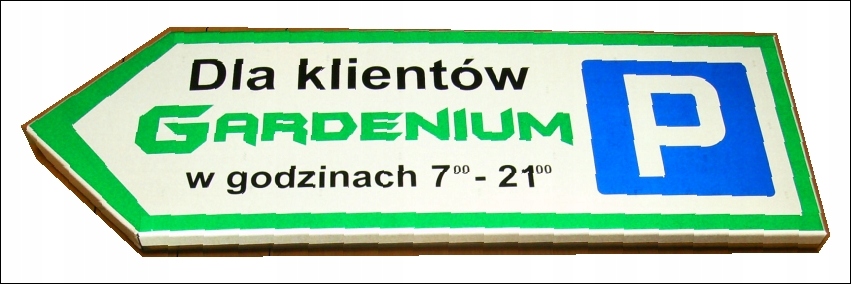 Dla klientów
GARDENIUM
w godzinach 7⁰⁰ - 21⁰⁰
P